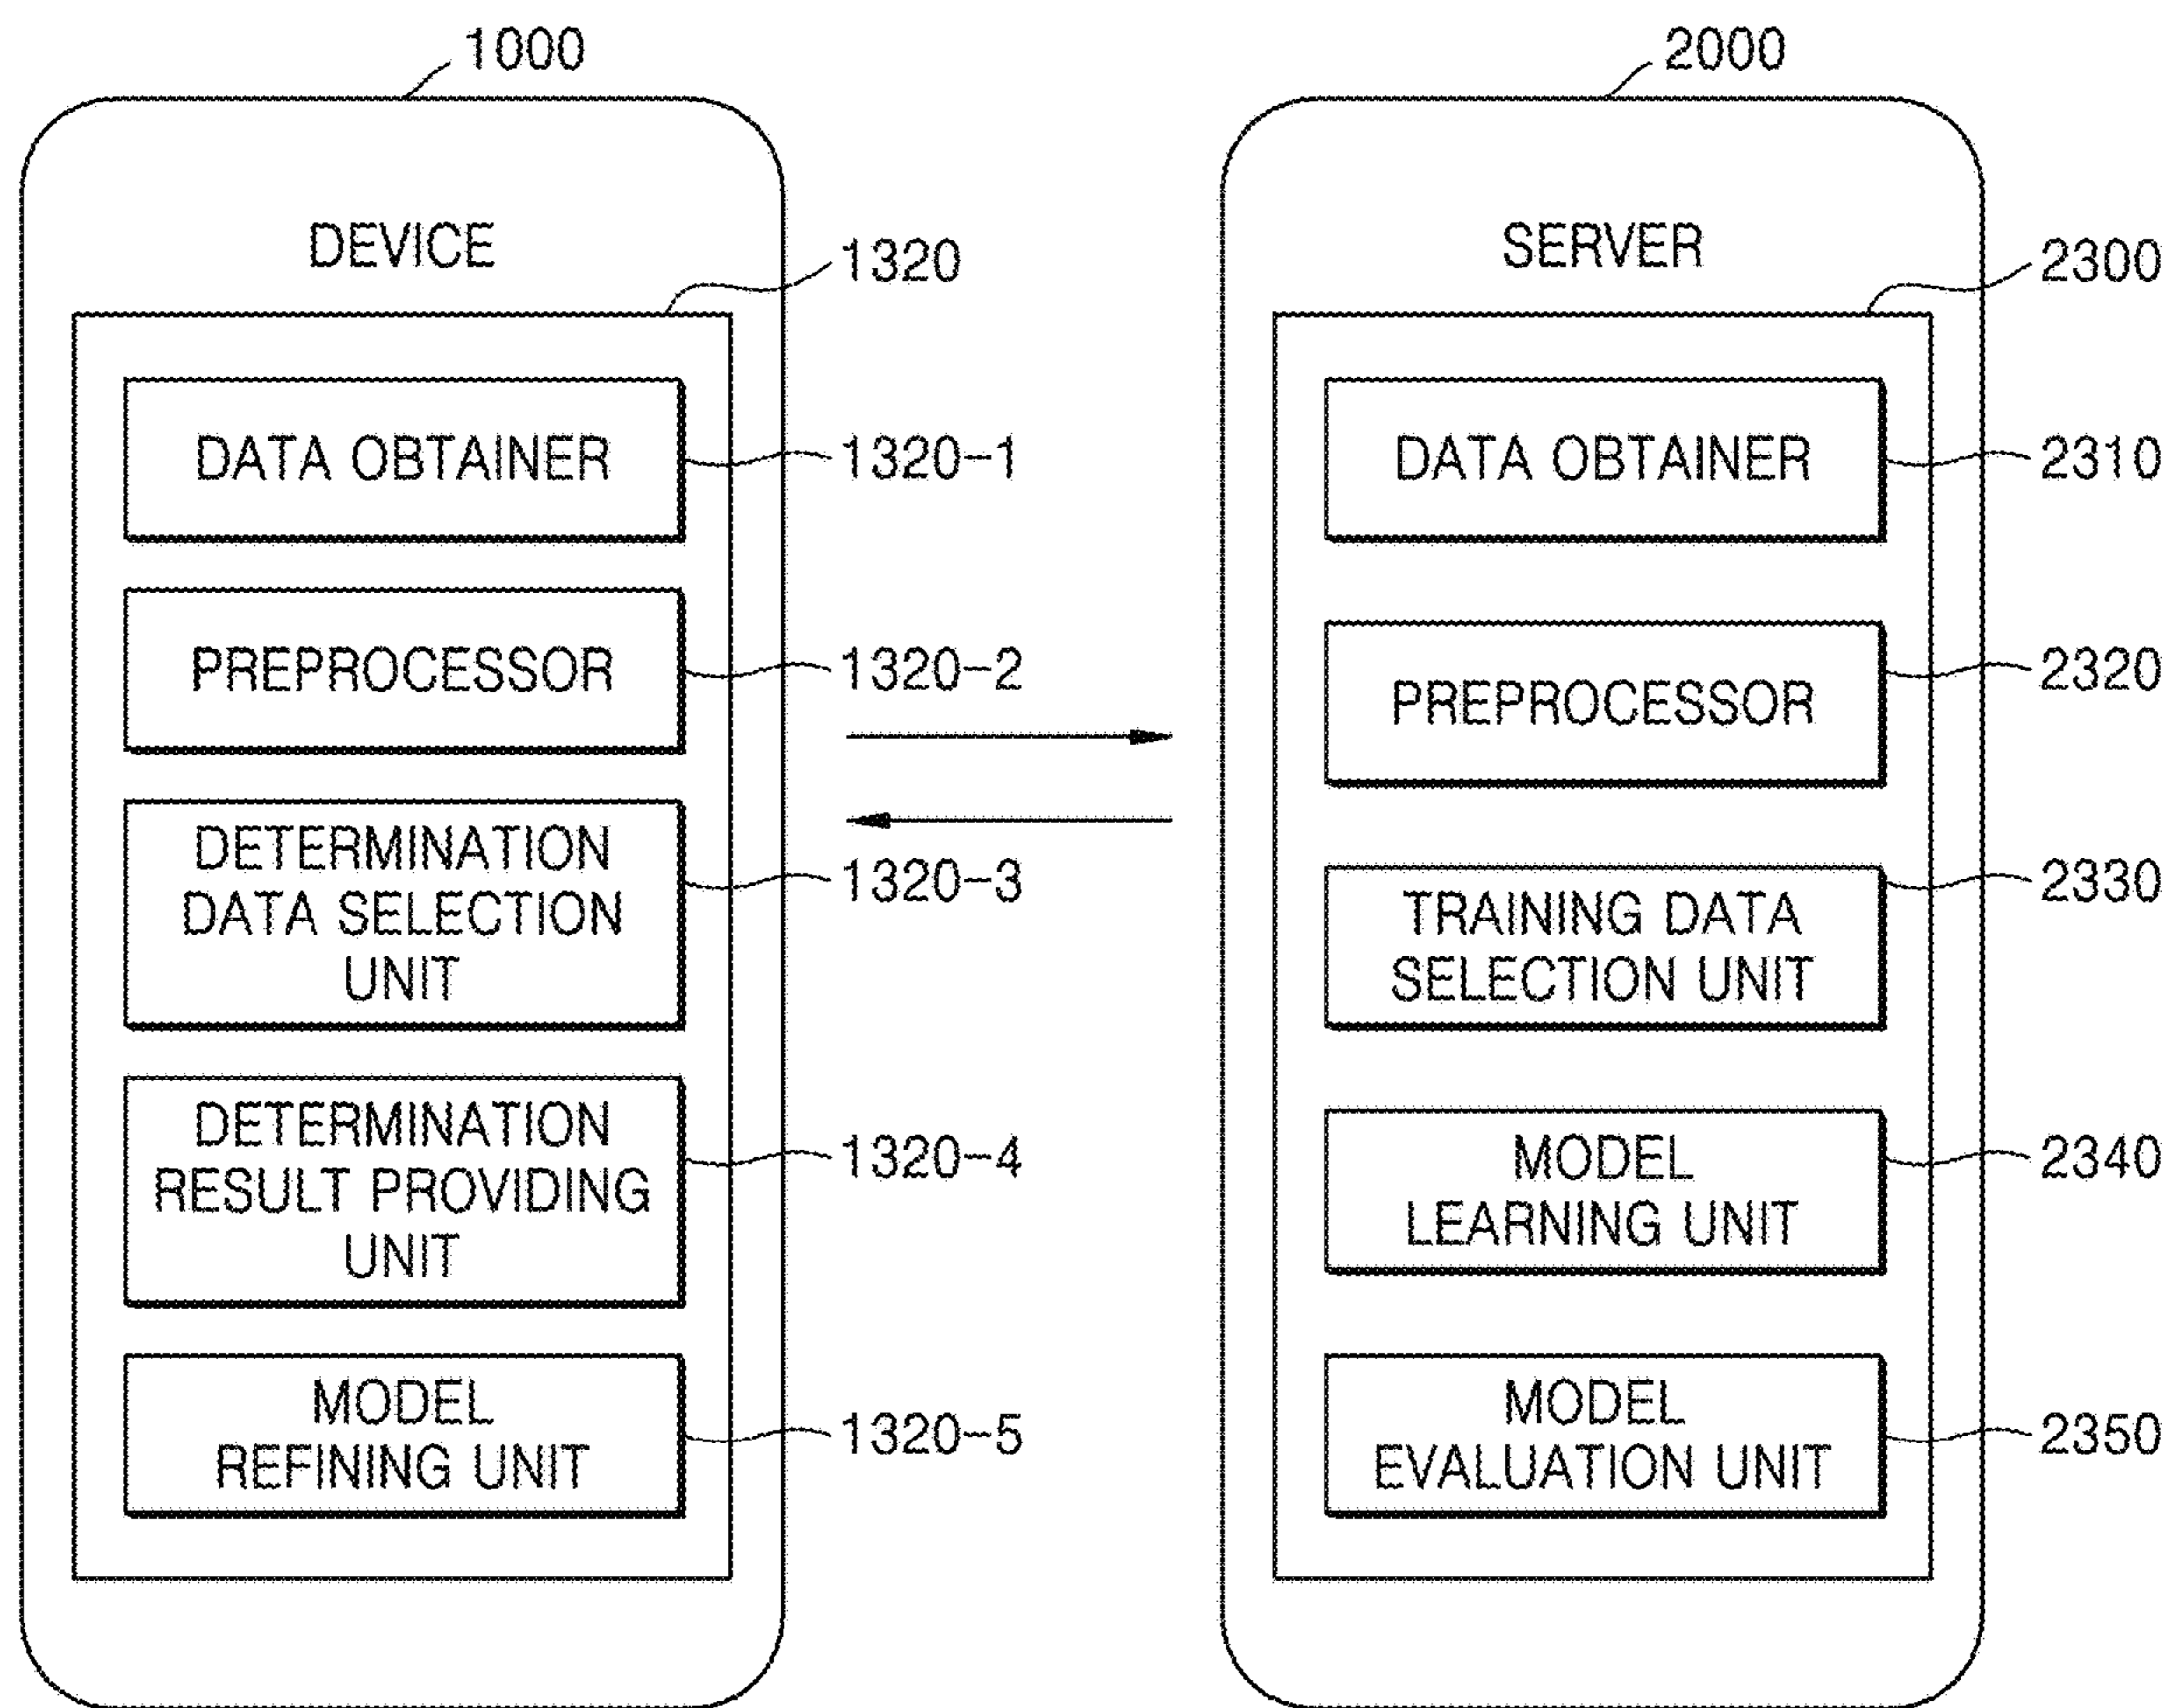 1000
DEVICE
1320
DATA OBTAINER
1320-1
PREPROCESSOR
1320-2
DETERMINATION
DATA SELECTION
UNIT
1320-3
DETERMINATION
RESULT PROVIDING
UNIT
1320-4
MODEL
REFINING UNIT
1320-5
2000
SERVER
2300
DATA OBTAINER
2310
PREPROCESSOR
2320
TRAINING DATA
SELECTION UNIT
2330
MODEL
LEARNING UNIT
2340
MODEL
EVALUATION UNIT
2350